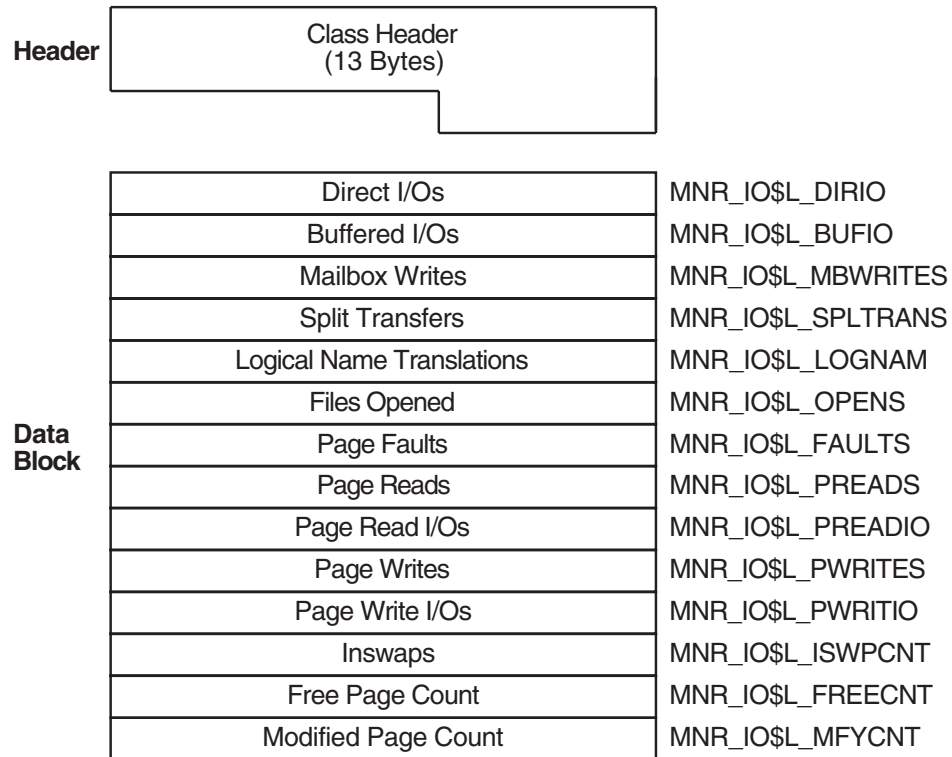 Header
Class Header
(13 Bytes)
Direct I/Os MNR_IO$L_DIRIO
Buffered I/Os MNR_IO$L_BUFIO
Mailbox Writes MNR_IO$L_MBWRITES
Split Transfers MNR_IO$L_SPLTRANS
Logical Name Translations MNR_IO$L_LOGNAM
Files Opened MNR_IO$L_OPENS
Data
Block
Page Faults MNR_IO$L_FAULTS
Page Reads MNR_IO$L_PREADS
Page Read I/Os MNR_IO$L_PREADIO
Page Writes MNR_IO$L_PWRITES
Page Write I/Os MNR_IO$L_PWRITIO
Inswaps MNR_IO$L_ISWPCNT
Free Page Count MNR_IO$L_FREECNT
Modified Page Count MNR_IO$L_MFYCNT